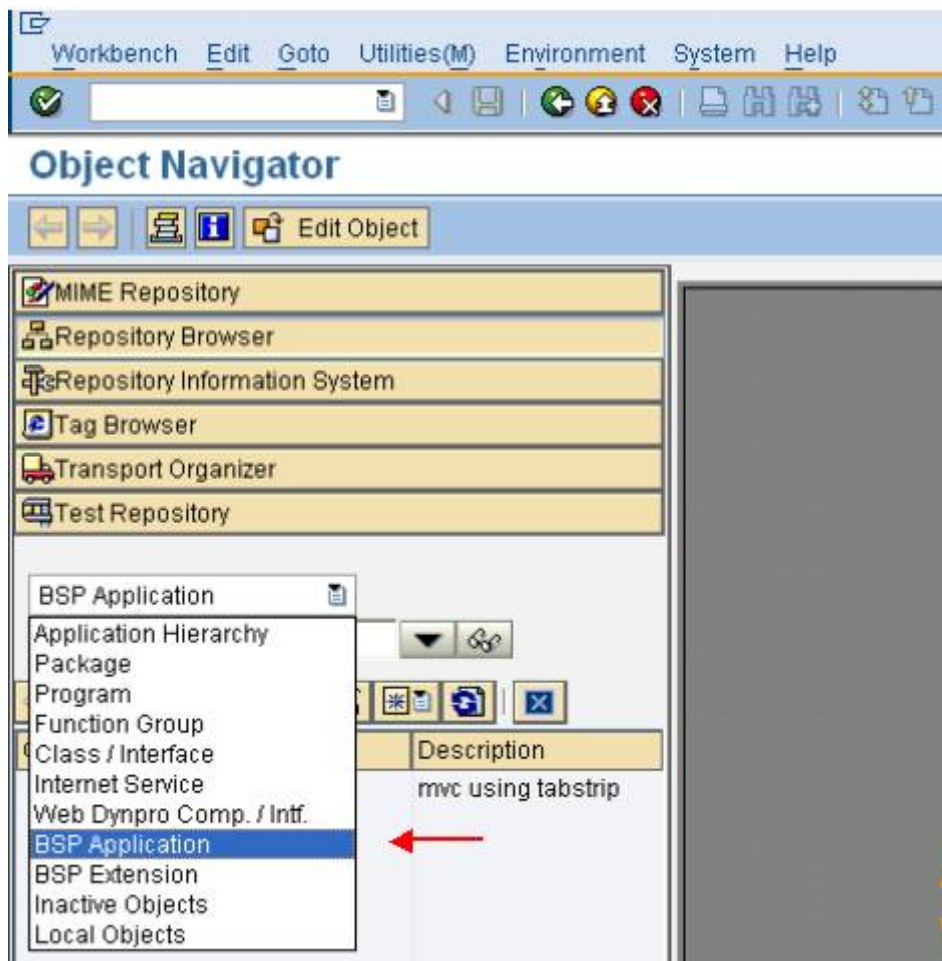 Workbench Edit Goto Utilities(M) Environment System Help
Object Navigator
Edit Object
MIME Repository
Repository Browser
Repository Information System
Tag Browser
Transport Organizer
Test Repository
BSP Application
Application Hierarchy
Package
Program
Function Group
Class / Interface
Description
Internet Service
mvc using tabstrip
Web Dynpro Comp. / Intf.
BSP Application
BSP Extension
Inactive Objects
Local Objects